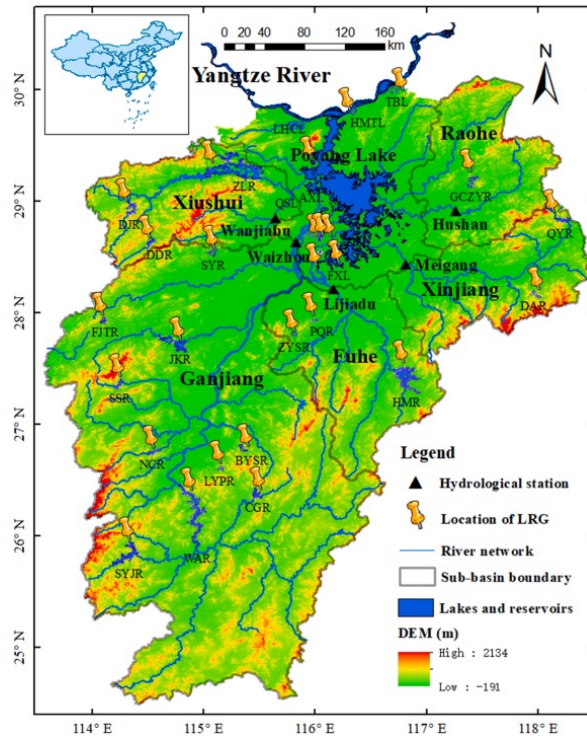 0 20 40 80 120 160
km
N
Yangtze River
30° N
TBL
HMTL
LHCL
Raohe
Poyang Lake
ZLR
GCZYR
29° N
AXL
Xiushui
QSL
DJR
Wanjiabu
Hushan
QYR
DDR
SYR
Waizhou
FXL
Meigang
Xinjiang
28° N
Lijiadu
DAR
FJTR
PQR
JKR
ZYSR
Fuhe
SSR
Ganjiang
HMR
27° N
NCR
BYSR
LYPR
CGR
26° N
SYJR
WAR
25° N
Legend
Hydrological station
Location of LRG
River network
Sub-basin boundary
Lakes and reservoirs
DEM (m)
High : 2134
Low : -191
114° E 115° E 116° E 117° E 118° E